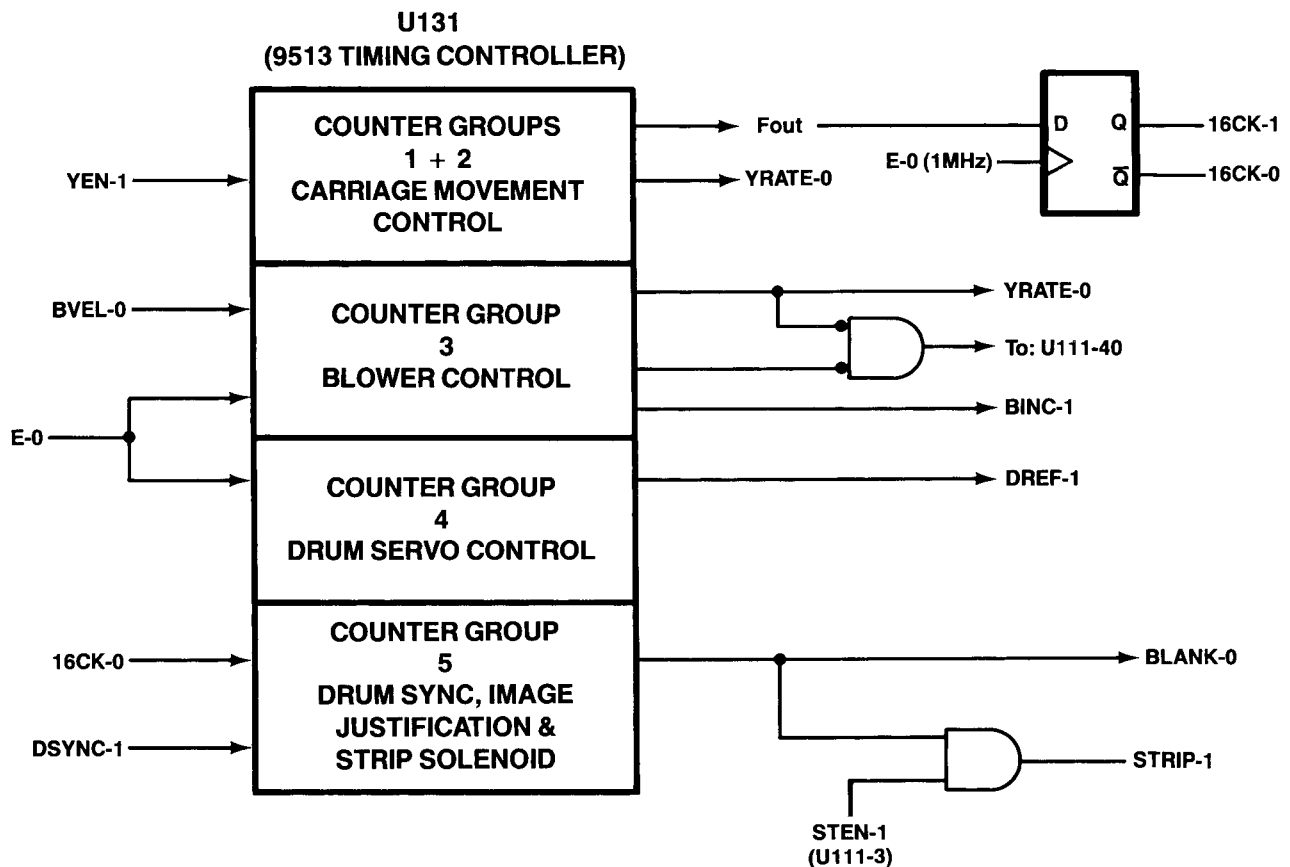 U131
(9513 TIMING CONTROLLER)
COUNTER GROUPS
1 + 2
CARRIAGE MOVEMENT
CONTROL
YEN-1
Fout
YRATE-0
E-0 (1MHz)
D
Q
Q̅
16CK-1
16CK-0
BVEL-0
COUNTER GROUP
3
BLOWER CONTROL
YRATE-0
To: U111-40
BINC-1
E-0
COUNTER GROUP
4
DRUM SERVO CONTROL
DREF-1
16CK-0
DSYNC-1
COUNTER GROUP
5
DRUM SYNC, IMAGE
JUSTIFICATION &
STRIP SOLENOID
BLANK-0
STRIP-1
STEN-1
(U111-3)